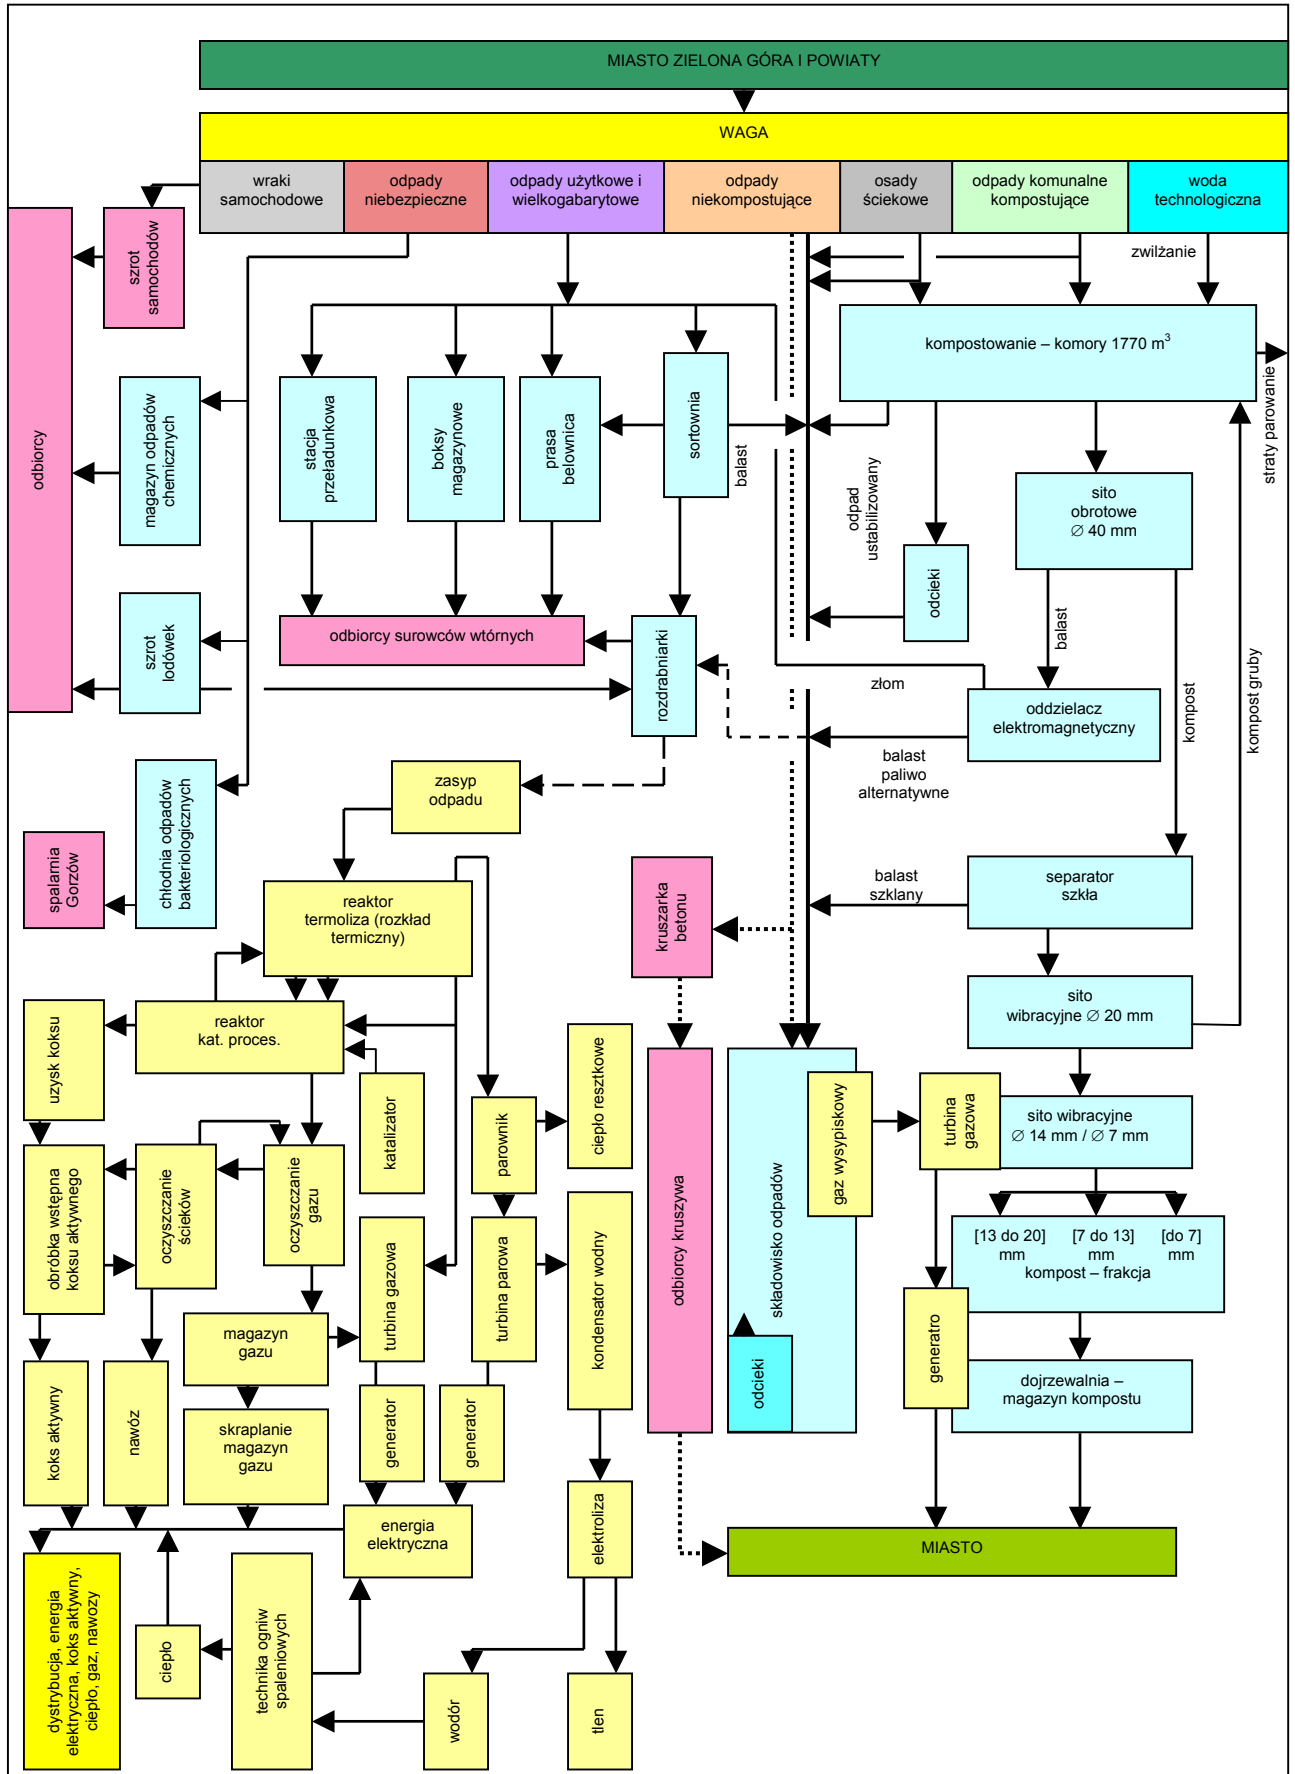 MIASTO ZIELONA GÓRA I POWIATY
WAGA
wraki
samochodowe
odpady
niebezpieczne
odpady użytkowe i
wielkogabarytowe
odpady
niekompostujące
osady
ściekowe
odpady komunalne
kompostujące
woda
technologiczna
odbiorcy
szrot
samochodów
zwilżanie
kompostowanie – komory 1770 m³
straty parowanie
magazyn odpadów
chemicznych
stacja
przeładunkowa
boksy
magazynowe
prasa
belownica
sortownia
balast
odpad
ustabilizowany
sito
obrotowe
∅ 40 mm
odcieki
szrot
lodówek
odbiorcy surowców wtórnych
rozdrabniarki
balast
kompost
kompost gruby
złom
oddzielacz
elektromagnetyczny
balast
paliwo
alternatywne
chłodnia odpadów
bakteriologicznych
spalarnia
Gorzów
zasyp
odpadu
reaktor
termoliza (rozkład
termiczny)
kruszarka
betonu
balast
szklany
separator
szkła
uzysk koksu
reaktor
kat. proces.
ciepło resztkowe
sito
wibracyjne ∅ 20 mm
katalizator
parownik
odbiorcy kruszywa
składowisko odpadów
gaz wysypiskowy
turbina
gazowa
sito wibracyjne
∅ 14 mm / ∅ 7 mm
obróbka wstępna
koksu aktywnego
oczyszczanie
ścieków
oczyszczanie
gazu
turbina gazowa
turbina parowa
kondensator wodny
[13 do 20]
mm
[7 do 13]
mm
[do 7]
mm
kompost – frakcja
magazyn
gazu
generatro
odcieki
dojrzewalnia –
magazyn kompostu
koks aktywny
nawóz
skraplanie
magazyn
gazu
generator
generator
energia
elektryczna
elektroliza
MIASTO
dystrybucja, energia
elektryczna, koks aktywny,
ciepło, gaz, nawozy
ciepło
technika ogniw
spaleniowych
wodór
tlen